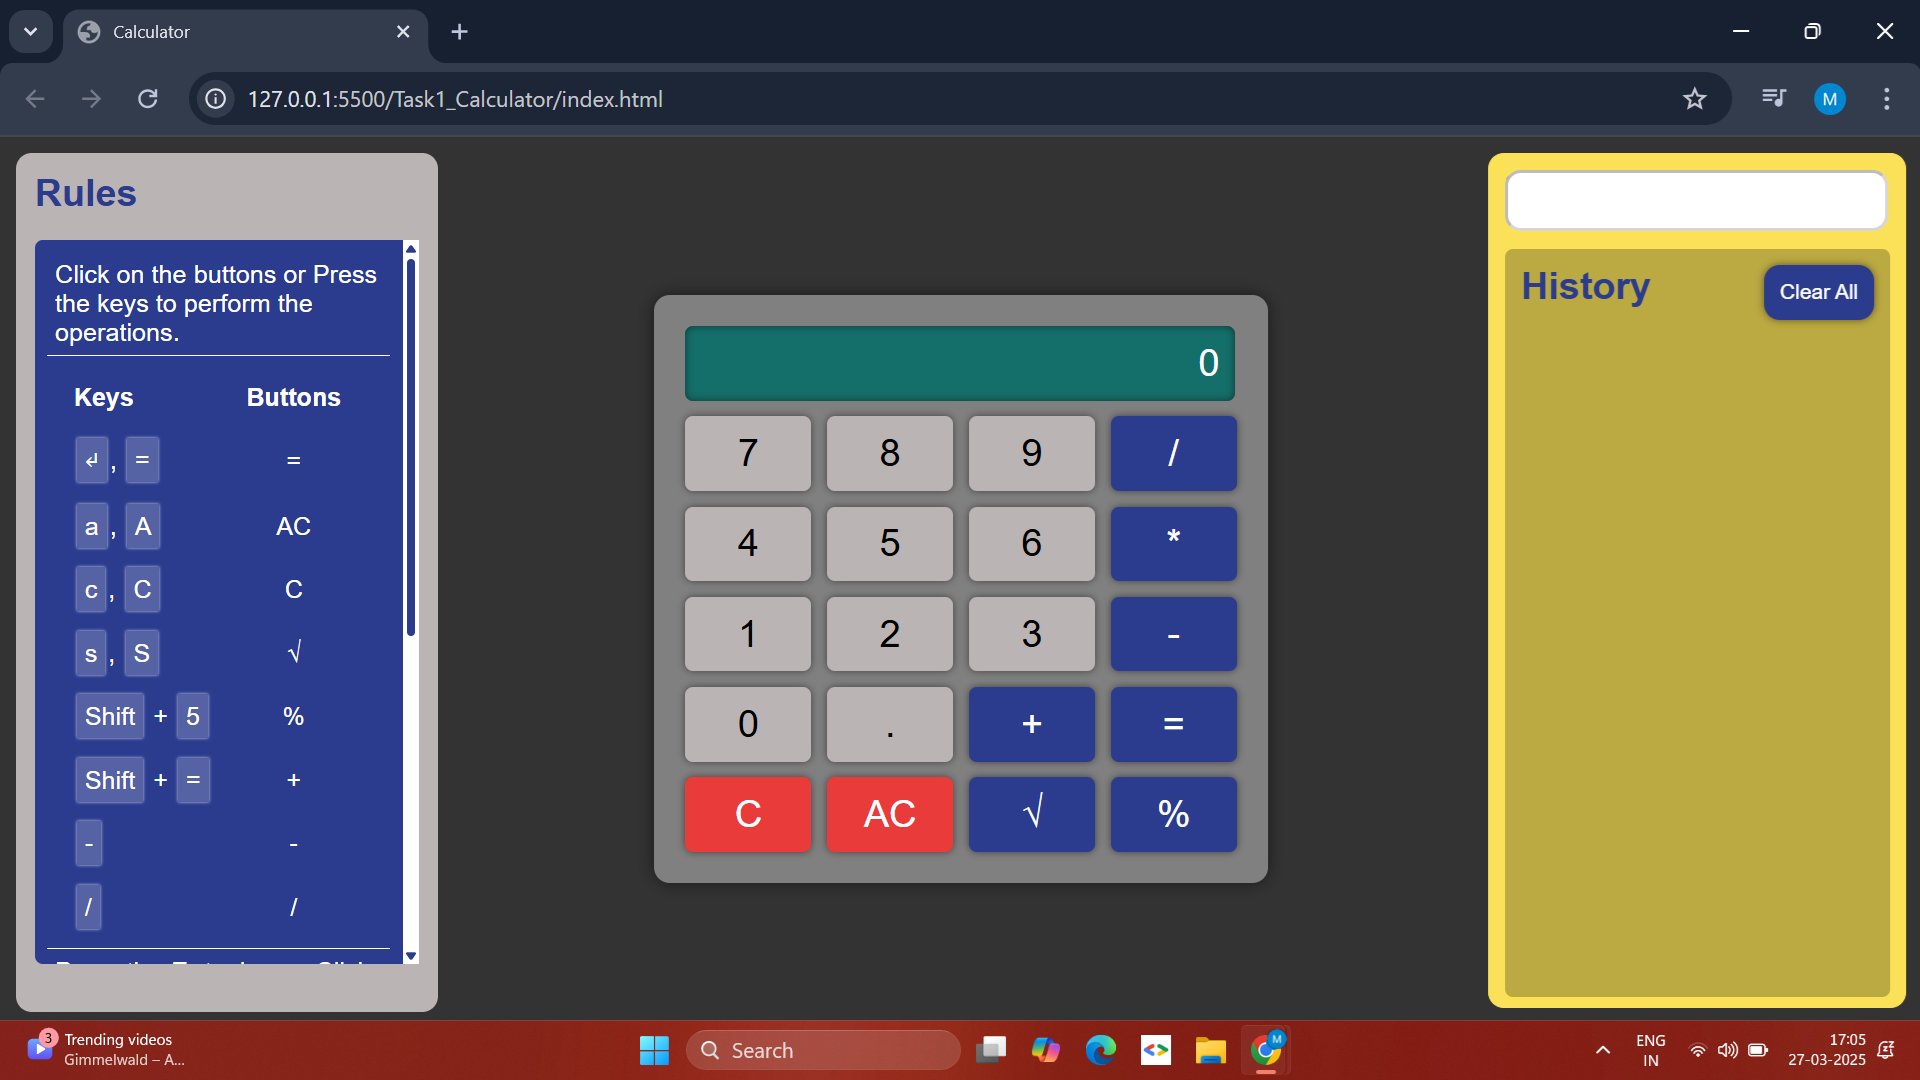 Calculator
127.0.0.1:5500/Task1_Calculator/index.html
M
Rules
Click on the buttons or Press
the keys to perform the
operations.
Keys Buttons
↲ , = =
a , A AC
c , C C
s , S √
Shift + 5 %
Shift + = +
- -
/ /
0
7 8 9 /
4 5 6 *
1 2 3 -
0 . + =
C AC √ %
History Clear All
3 Trending videos
Gimmelwald – A...
Search
M
ENG
IN
17:05
27-03-2025